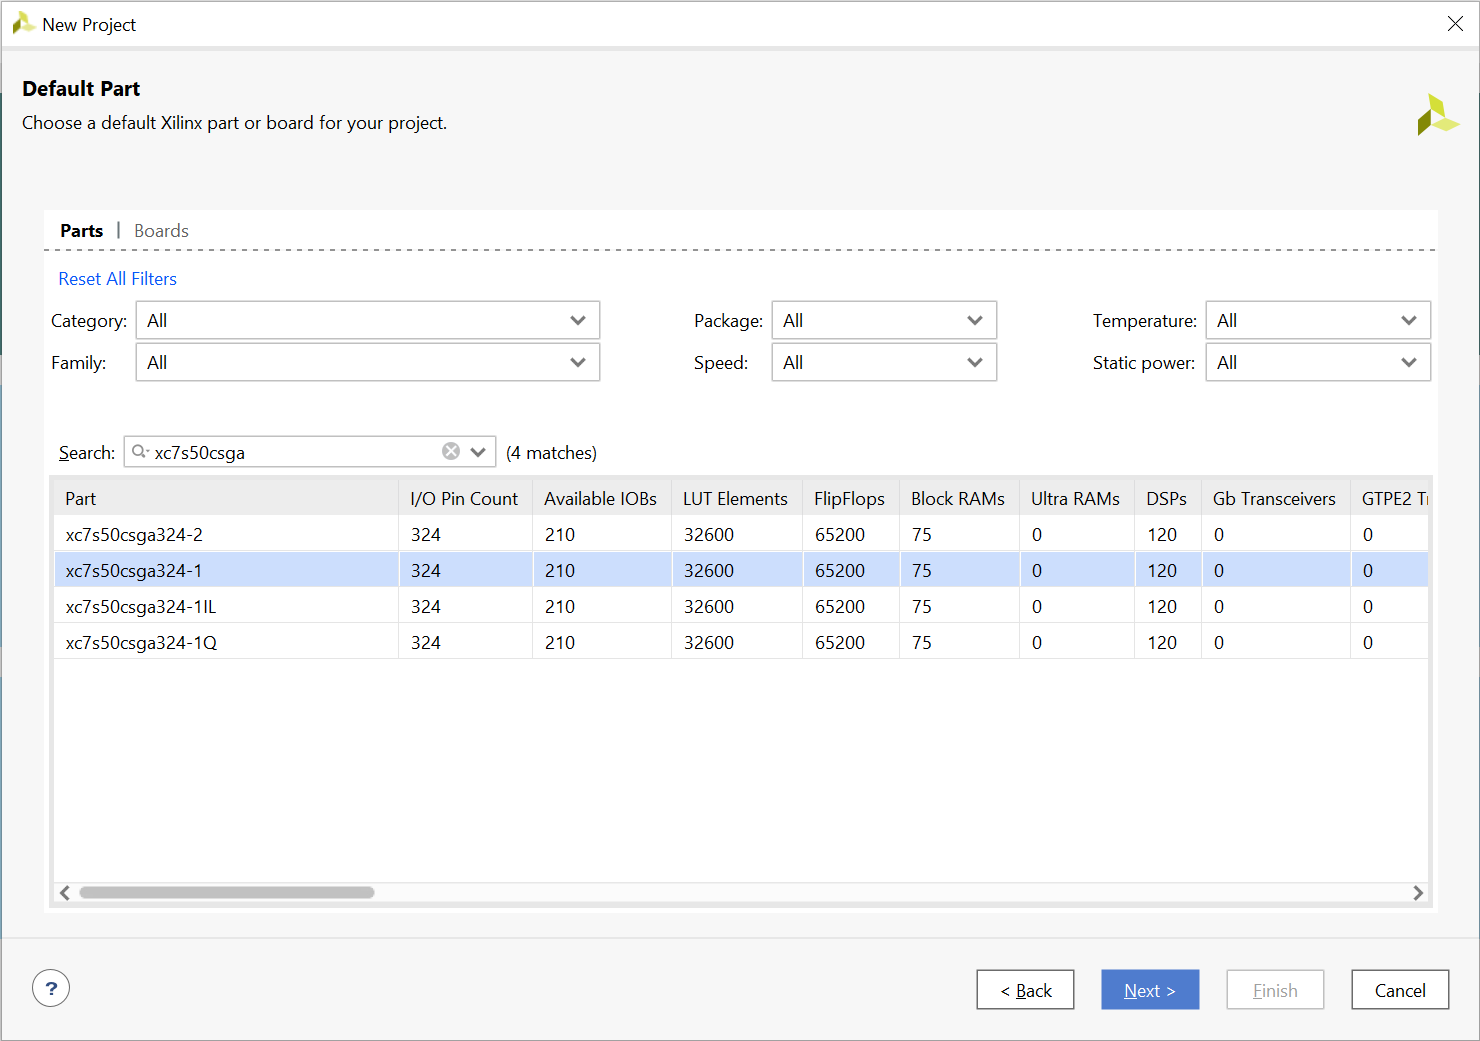 New Project
Default Part
Choose a default Xilinx part or board for your project.
Parts | Boards
Reset All Filters
Category: All Package: All Temperature: All
Family: All Speed: All Static power: All
Search: xc7s50csga (4 matches)
Part I/O Pin Count Available IOBs LUT Elements FlipFlops Block RAMs Ultra RAMs DSPs Gb Transceivers GTPE2 Tr
xc7s50csga324-2 324 210 32600 65200 75 0 120 0 0
xc7s50csga324-1 324 210 32600 65200 75 0 120 0 0
xc7s50csga324-1IL 324 210 32600 65200 75 0 120 0 0
xc7s50csga324-1Q 324 210 32600 65200 75 0 120 0 0
? < Back Next > Finish Cancel